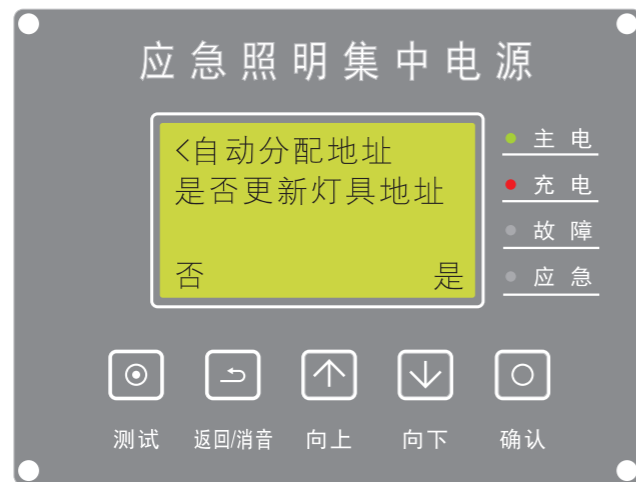 应急照明集中电源
<自动分配地址
是否更新灯具地址
否 是
主电
充电
故障
应急
测试 返回/消音 向上 向下 确认